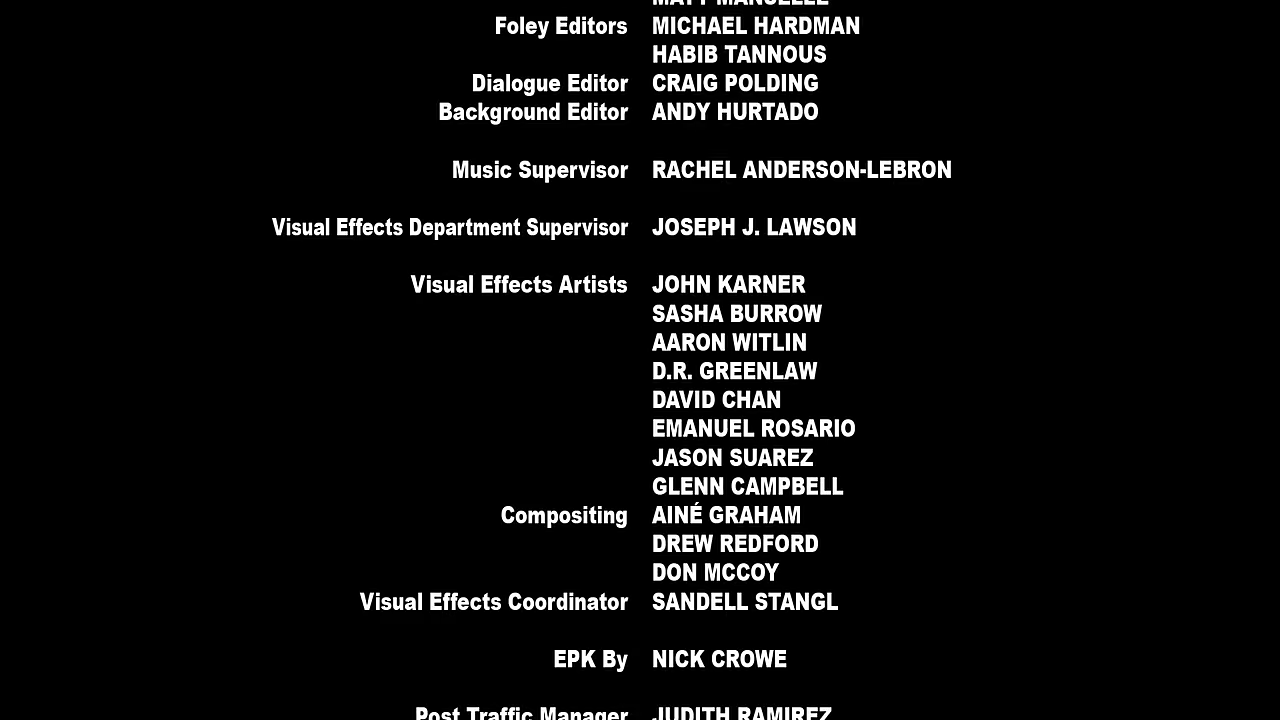 Foley Editors MICHAEL HARDMAN
HABIB TANNOUS
Dialogue Editor CRAIG POLDING
Background Editor ANDY HURTADO
Music Supervisor RACHEL ANDERSON-LEBRON
Visual Effects Department Supervisor JOSEPH J. LAWSON
Visual Effects Artists JOHN KARNER
SASHA BURROW
AARON WITLIN
D.R. GREENLAW
DAVID CHAN
EMANUEL ROSARIO
JASON SUAREZ
GLENN CAMPBELL
Compositing AINÉ GRAHAM
DREW REDFORD
DON MCCOY
Visual Effects Coordinator SANDELL STANGL
EPK By NICK CROWE
Post Traffic Manager JUDITH RAMIREZ